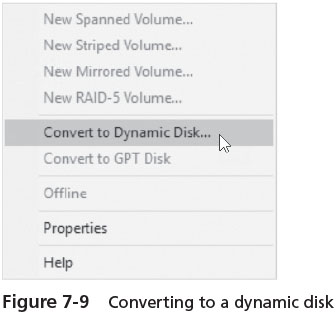 New Spanned Volume...
New Striped Volume...
New Mirrored Volume...
New RAID-5 Volume...
Convert to Dynamic Disk...
Convert to GPT Disk
Offline
Properties
Help
Figure 7-9 Converting to a dynamic disk